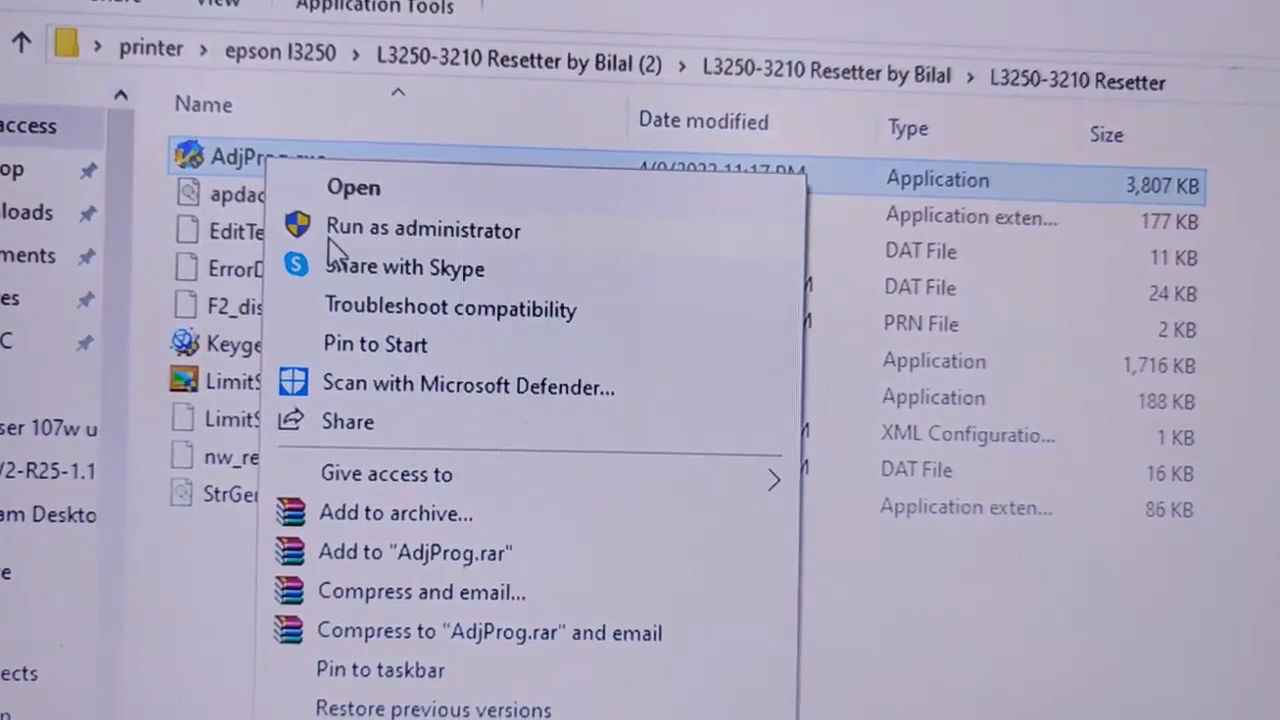 View
Application Tools
printer > epson l3250 > L3250-3210 Resetter by Bilal (2) > L3250-3210 Resetter by Bilal > L3250-3210 Resetter
Name
Date modified
Type
Size
access
Application
3,807 KB
Open
op
apdac
Application exten...
177 KB
Run as administrator
loads
EditTe
DAT File
11 KB
Share with Skype
ments
ErrorD
DAT File
24 KB
Troubleshoot compatibility
es
F2_dis
PRN File
2 KB
Pin to Start
C
Keyge
Application
1,716 KB
Scan with Microsoft Defender...
LimitS
Application
188 KB
Share
ser 107w u
LimitS
XML Configuratio...
1 KB
/2-R25-1.1
nw_re
DAT File
16 KB
Give access to
StrGer
Application exten...
86 KB
am Deskto
Add to archive...
Add to "AdjProg.rar"
e
Compress and email...
Compress to "AdjProg.rar" and email
ects
Pin to taskbar
Restore previous versions